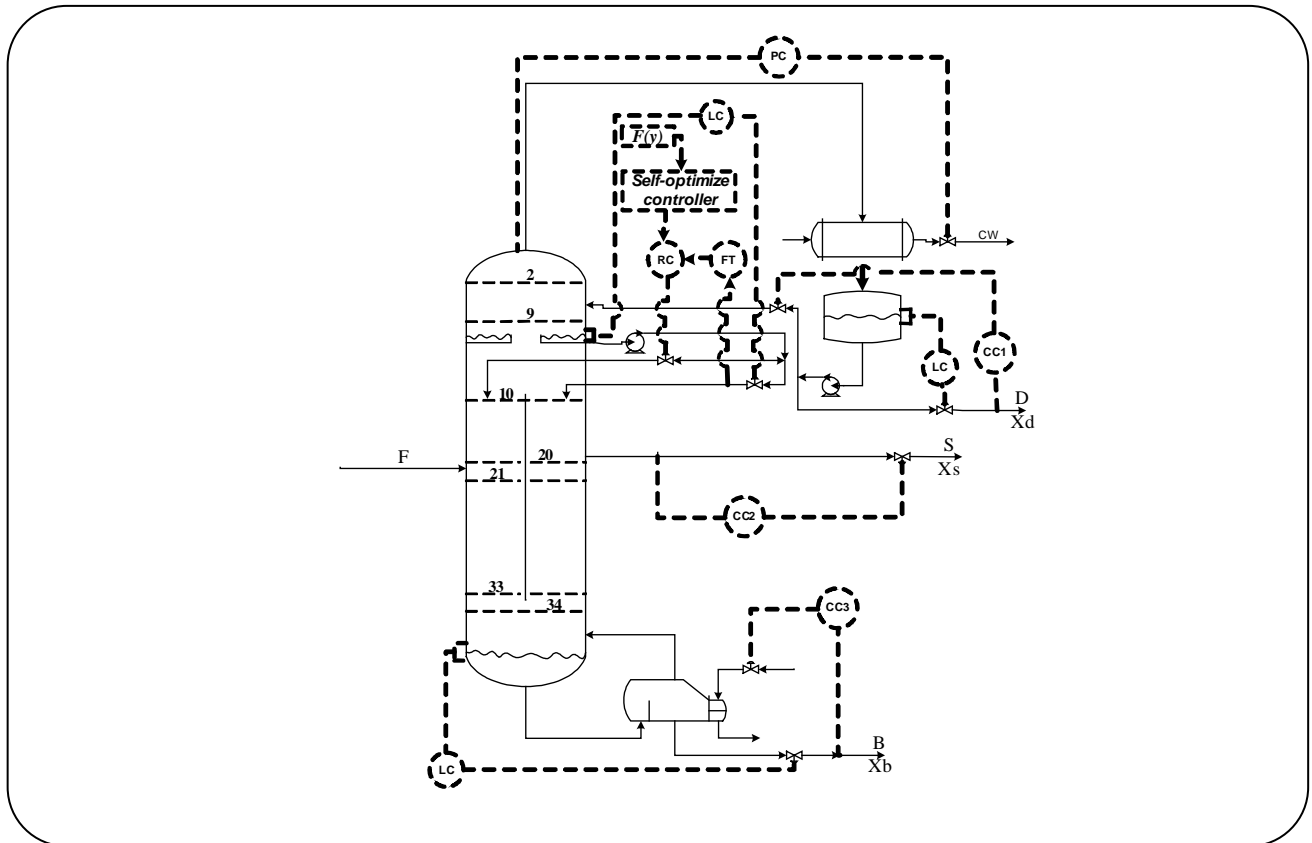 PC
LC
F(y)
Self-optimize
controller
RC
FT
CW
2
9
CC1
LC
10
D
Xd
S
Xs
F
20
21
CC2
33
34
CC3
B
Xb
LC